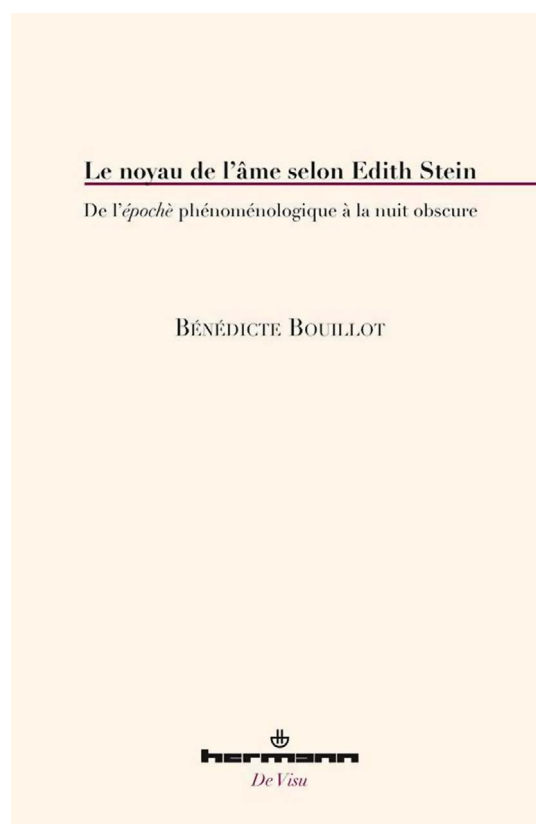 Le noyau de l'âme selon Edith Stein
De l'épochè phénoménologique à la nuit obscure
BÉNÉDICTE BOUILLOT
hermann
De Visu